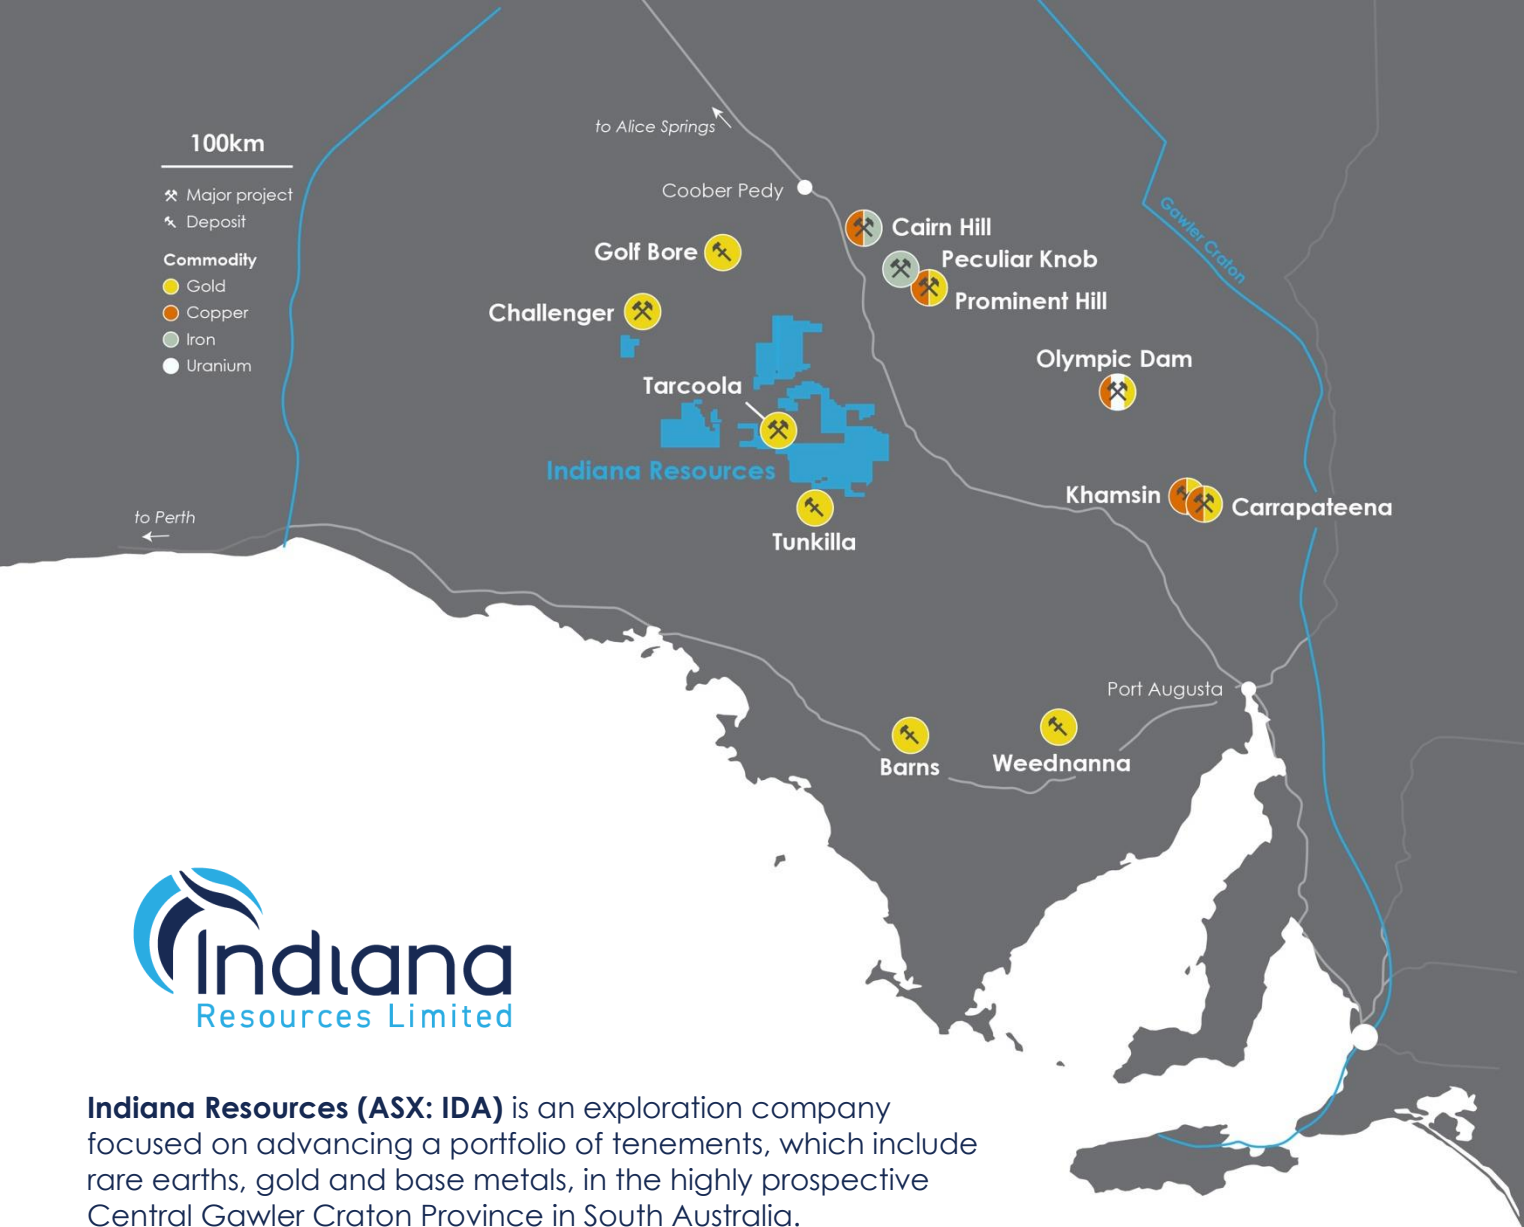 100km
Major project
Deposit
Commodity
Gold
Copper
Iron
Uranium
to Alice Springs
Coober Pedy
Cairn Hill
Golf Bore
Peculiar Knob
Prominent Hill
Gawler Craton
Challenger
Olympic Dam
Tarcoola
Indiana Resources
Khamsin
Carrapateena
to Perth
Tunkilla
Port Augusta
Barns
Weednanna
Indiana
Resources Limited
Indiana Resources (ASX: IDA) is an exploration company
focused on advancing a portfolio of tenements, which include
rare earths, gold and base metals, in the highly prospective
Central Gawler Craton Province in South Australia.